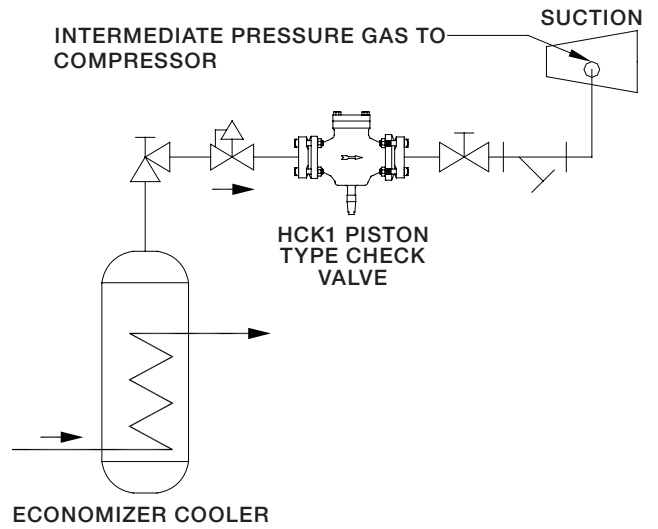 SUCTION
INTERMEDIATE PRESSURE GAS TO
COMPRESSOR
HCK1 PISTON
TYPE CHECK
VALVE
ECONOMIZER COOLER